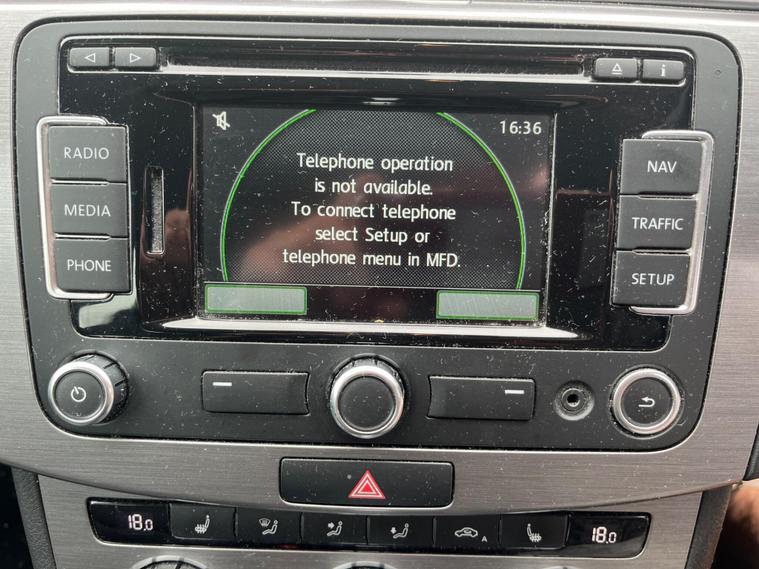 16:36
Telephone operation
is not available.
To connect telephone
select Setup or
telephone menu in MFD.
RADIO
MEDIA
PHONE
NAV
TRAFFIC
SETUP
i
18.0
A
18.0